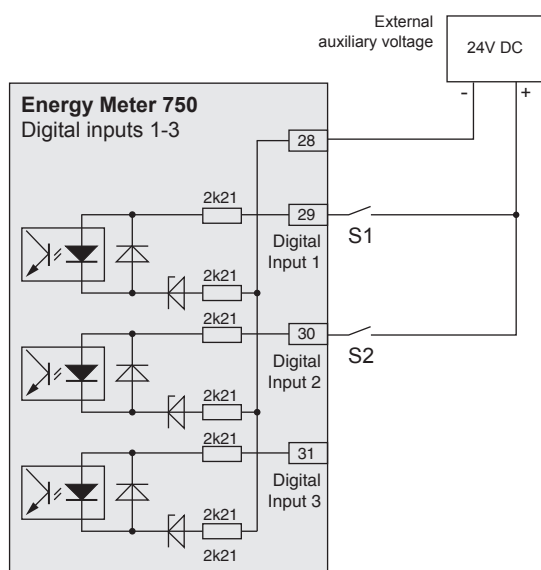 External
auxiliary voltage
24V DC
- +
Energy Meter 750
Digital inputs 1-3
28
2k21
29
S1
Digital
Input 1
2k21
2k21
30
S2
Digital
Input 2
2k21
2k21
31
Digital
Input 3
2k21
2k21